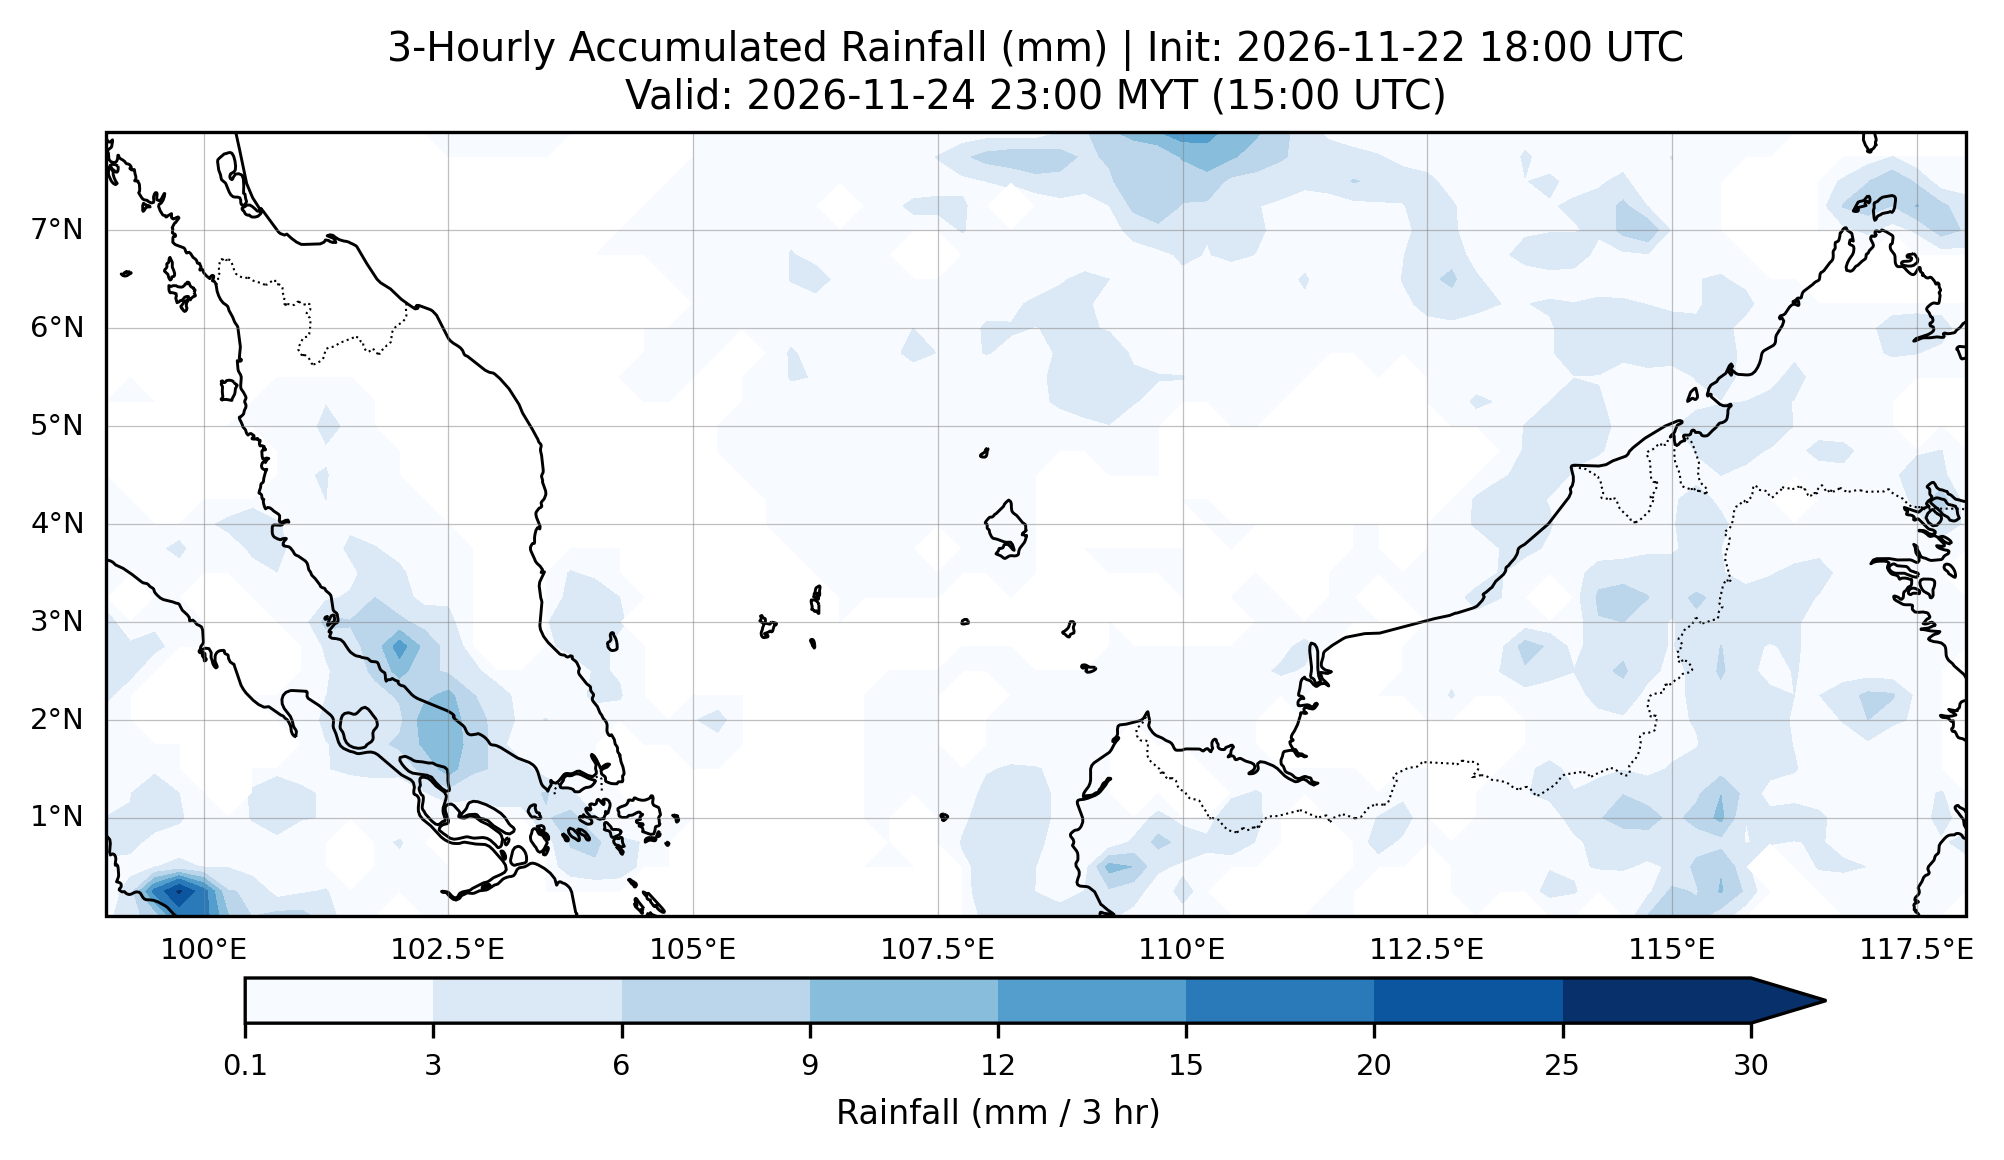 3-Hourly Accumulated Rainfall (mm) | Init: 2026-11-22 18:00 UTC
Valid: 2026-11-24 23:00 MYT (15:00 UTC)
7°N
6°N
5°N
4°N
3°N
2°N
1°N
100°E 102.5°E 105°E 107.5°E 110°E 112.5°E 115°E 117.5°E
0.1 3 6 9 12 15 20 25 30
Rainfall (mm / 3 hr)